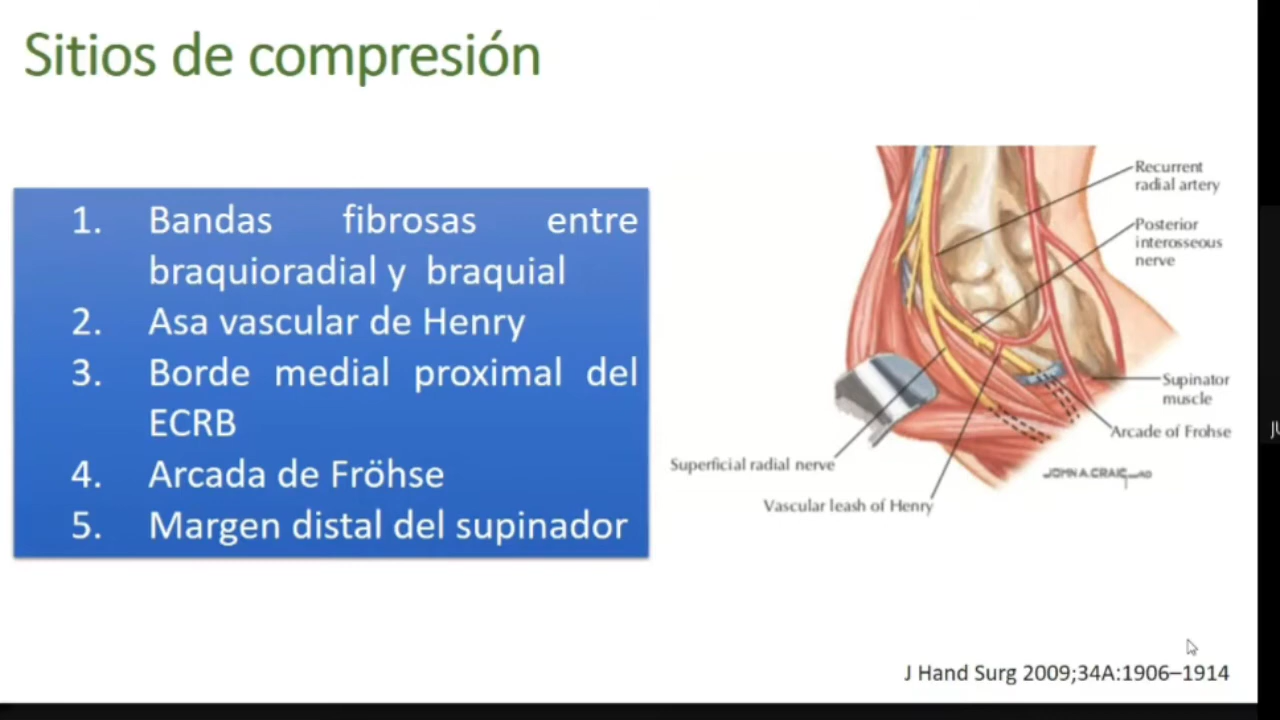 Sitios de compresión
1. Bandas fibrosas entre
braquioradial y braquial
2. Asa vascular de Henry
3. Borde medial proximal del
ECRB
4. Arcada de Fröhse
5. Margen distal del supinador
Recurrent
radial artery
Posterior
interosseous
nerve
Supinator
muscle
Arcade of Frohse
Superficial radial nerve
Vascular leash of Henry
JOHN A. CRAIG_AD
J Hand Surg 2009;34A:1906–1914